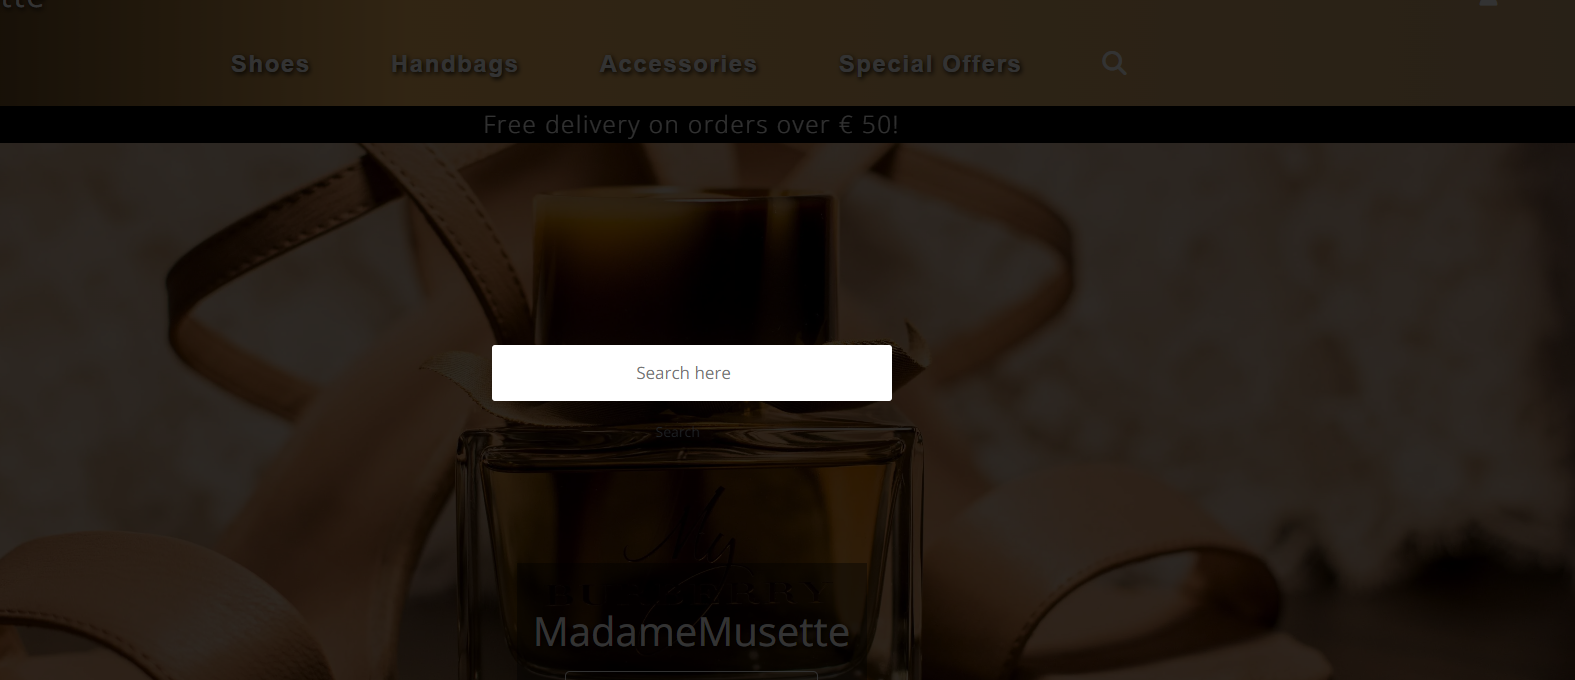 tte
Shoes Handbags Accessories Special Offers
Free delivery on orders over € 50!
Search here
Search
My
BURBERRY
MadameMusette